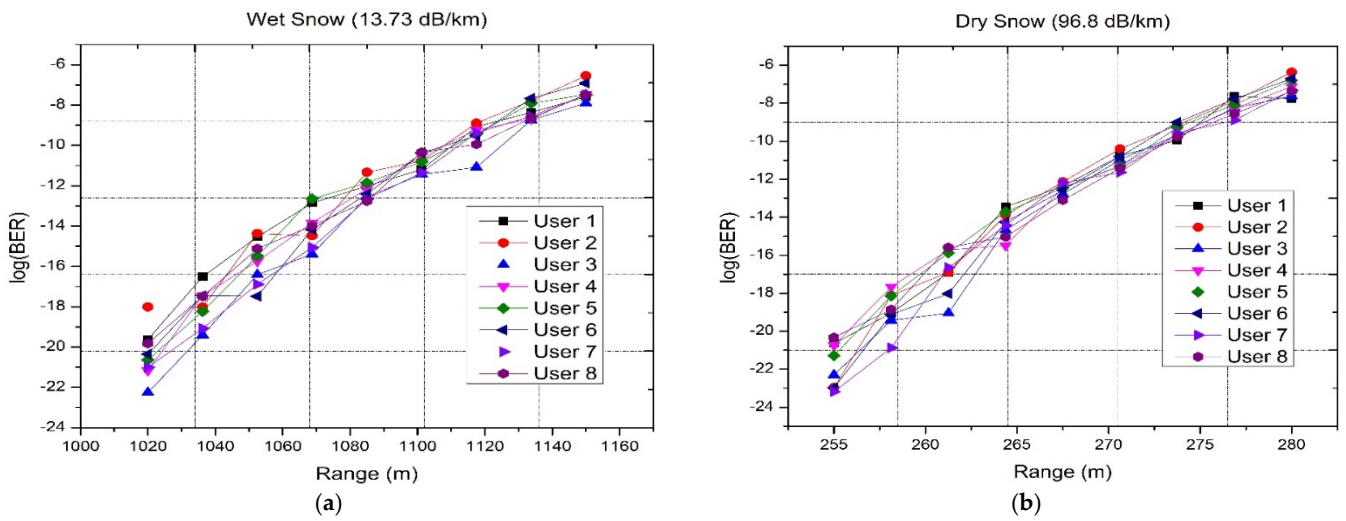 Wet Snow (13.73 dB/km)
log(BER)
-6
-8
-10
-12
-14
-16
-18
-20
-22
-24
User 1
User 2
User 3
User 4
User 5
User 6
User 7
User 8
1000 1020 1040 1060 1080 1100 1120 1140 1160
Range (m)
(a)
Dry Snow (96.8 dB/km)
log(BER)
-6
-8
-10
-12
-14
-16
-18
-20
-22
-24
User 1
User 2
User 3
User 4
User 5
User 6
User 7
User 8
255 260 265 270 275 280
Range (m)
(b)